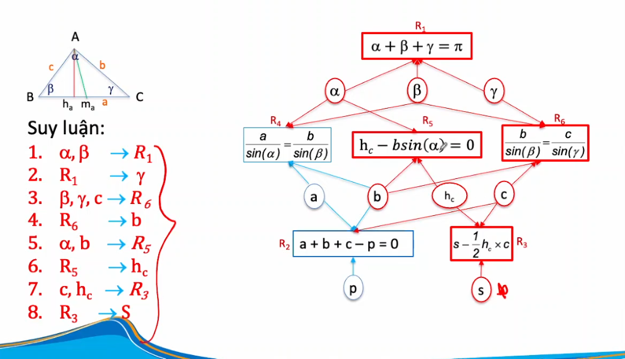 A
α
c
b
β
γ
B
h_a
m_a
a
C
Suy luận:
1. α, β → R₁
2. R₁ → γ
3. β, γ, c → R₆
4. R₆ → b
5. α, b → R₅
6. R₅ → h_c
7. c, h_c → R₃
8. R₃ → S
R₁
α + β + γ = π
α
β
γ
R₄
a/sin(α) = b/sin(β)
R₅
h_c − bsin(α) = 0
R₆
b/sin(β) = c/sin(γ)
a
b
h_c
c
R₂
a + b + c − p = 0
s − 1/2 h_c × c
R₃
p
s